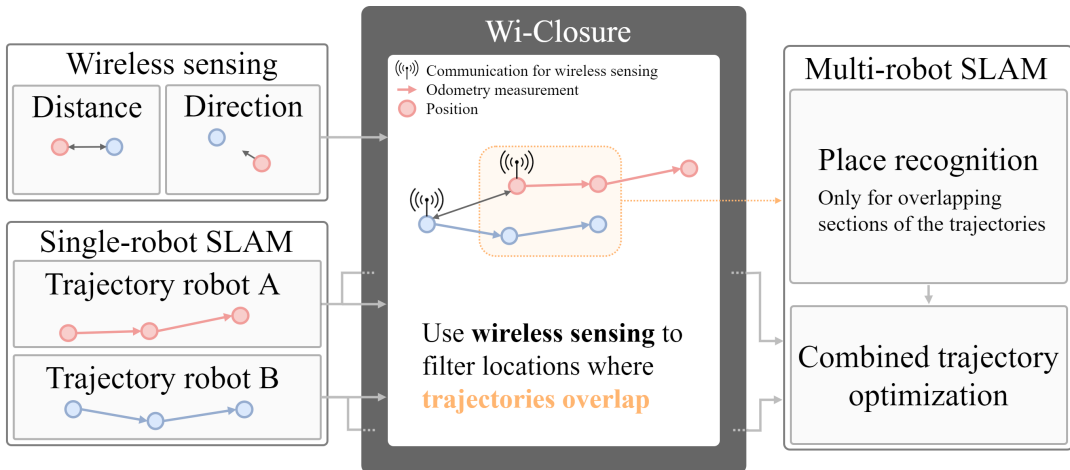 Wireless sensing
Distance
Direction
Single-robot SLAM
Trajectory robot A
Trajectory robot B
Wi-Closure
Communication for wireless sensing
Odometry measurement
Position
Use wireless sensing to
filter locations where
trajectories overlap
Multi-robot SLAM
Place recognition
Only for overlapping
sections of the trajectories
Combined trajectory
optimization